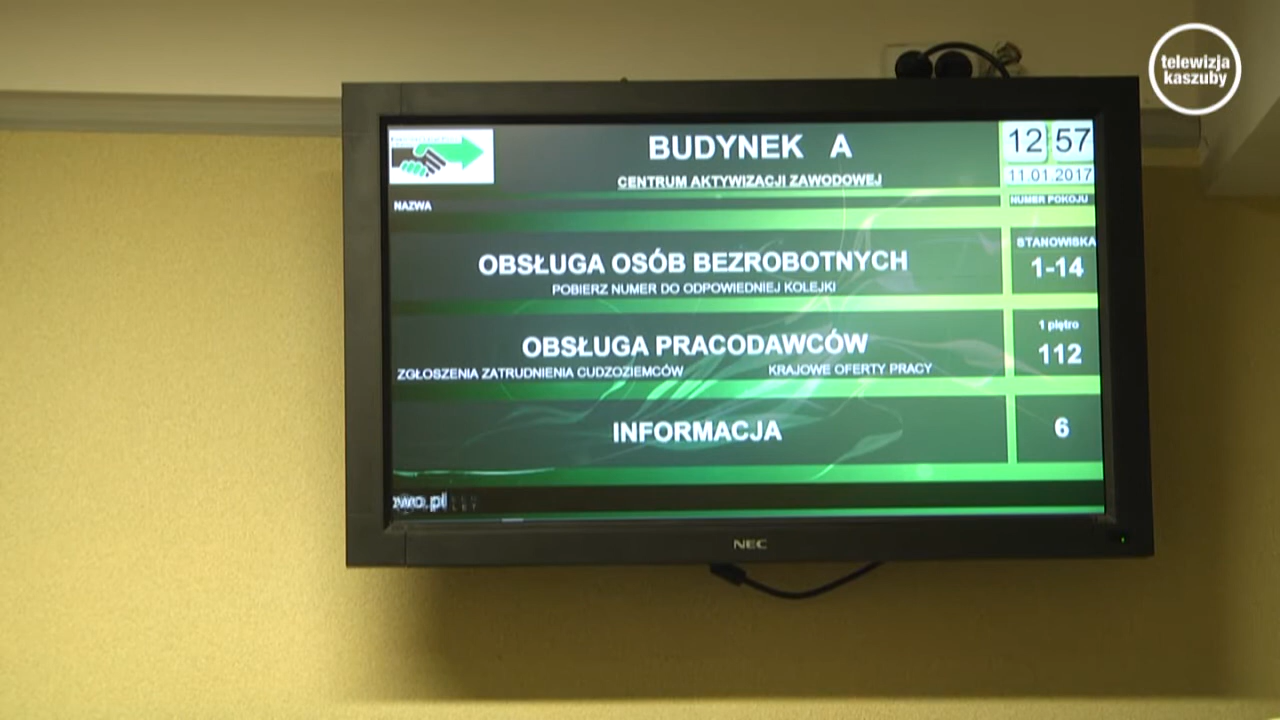 telewizja
kaszuby
BUDYNEK A
12 57
CENTRUM AKTYWIZACJI ZAWODOWEJ
11.01.2017
NAZWA
NUMER POKOJU
OBSŁUGA OSÓB BEZROBOTNYCH
POBIERZ NUMER DO ODPOWIEDNIEJ KOLEJKI
STANOWISKA
1-14
OBSŁUGA PRACODAWCÓW
ZGŁOSZENIA ZATRUDNIENIA CUDZOZIEMCÓW KRAJOWE OFERTY PRACY
1 piętro
112
INFORMACJA
6
NEC